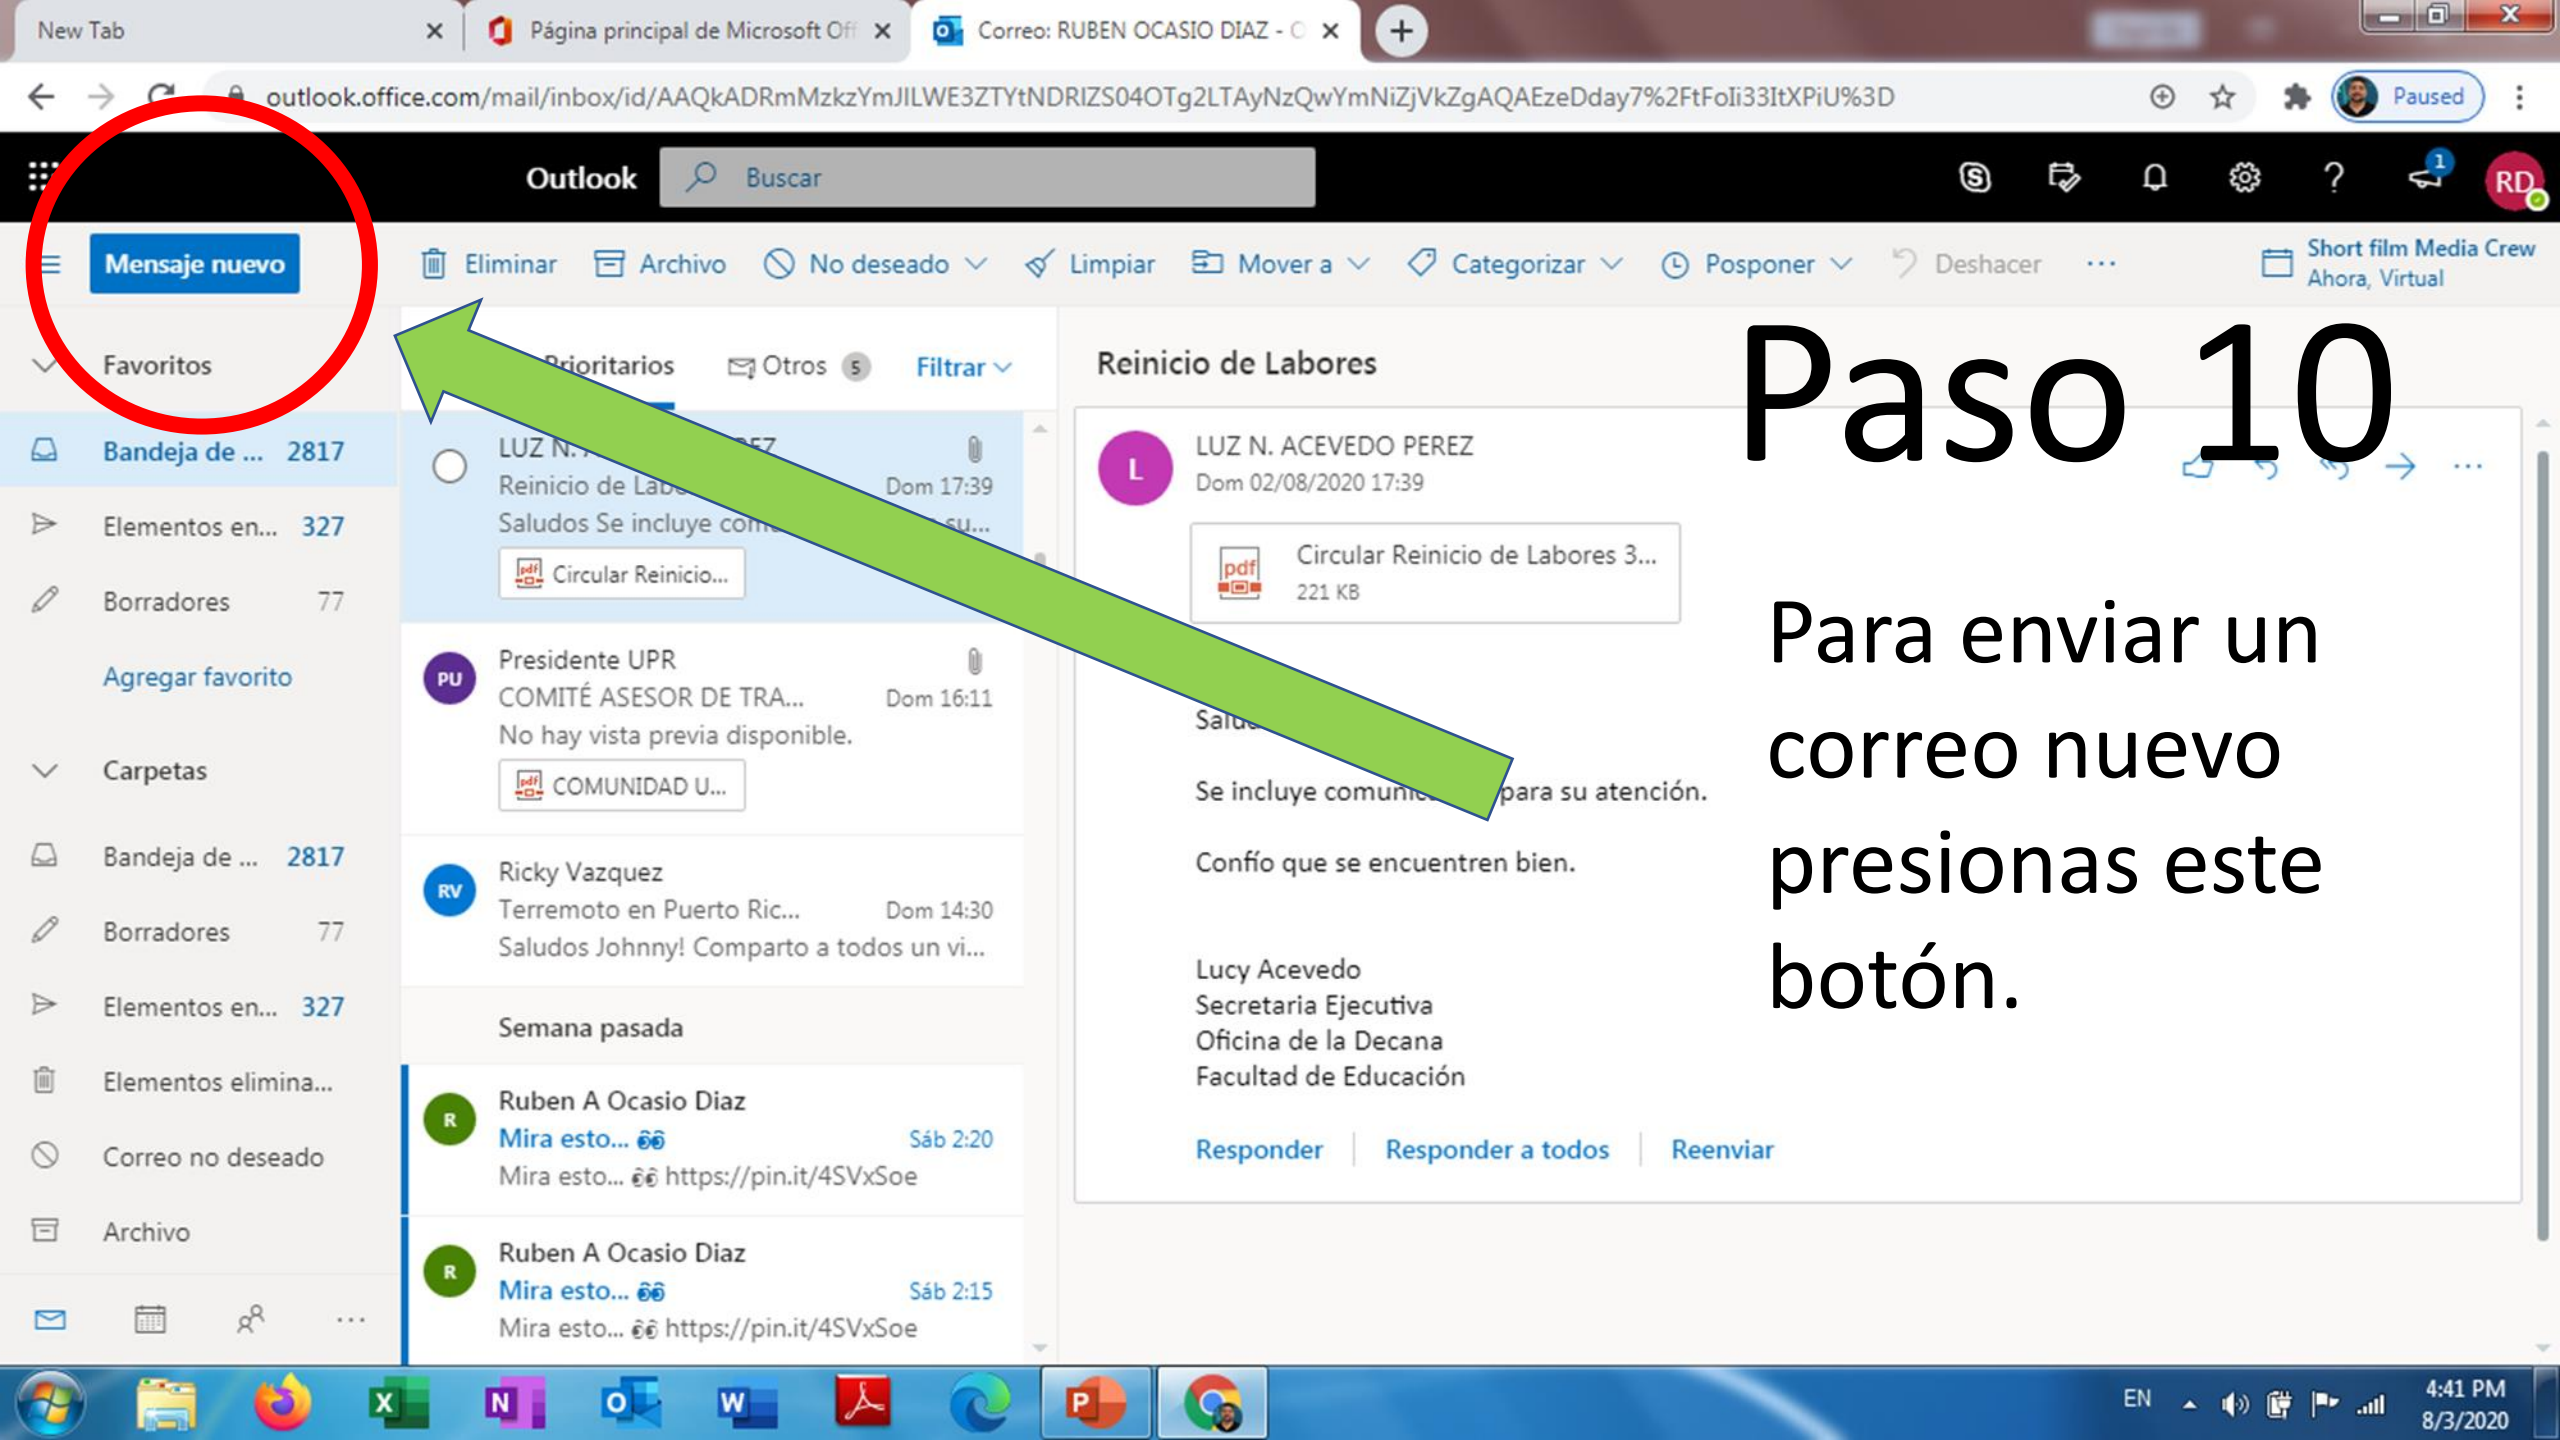 New Tab
Página principal de Microsoft Off
Correo: RUBEN OCASIO DIAZ - O
outlook.office.com/mail/inbox/id/AAQkADRmMzkzYmJlLWE3ZTYtNDRlZS04OTg2LTAyNzQwYmNiZjVkZgAQAEzeDday7%2FtFoIi33ItXPiU%3D
Paused
Outlook
Buscar
1
RD
Mensaje nuevo
Eliminar
Archivo
No deseado
Limpiar
Mover a
Categorizar
Posponer
Deshacer
Short film Media Crew
Ahora, Virtual
Favoritos
Bandeja de ... 2817
Elementos en... 327
Borradores 77
Agregar favorito
Carpetas
Bandeja de ... 2817
Borradores 77
Elementos en... 327
Elementos elimina...
Correo no deseado
Archivo
Prioritarios
Otros 5
Filtrar
LUZ N.
Reinicio de
Dom 17:39
Saludos Se incluye
su...
Circular Reinicio...
PU
Presidente UPR
COMITÉ ASESOR DE TRA... Dom 16:11
No hay vista previa disponible.
COMUNIDAD U...
RV
Ricky Vazquez
Terremoto en Puerto Ric... Dom 14:30
Saludos Johnny! Comparto a todos un vi...
Semana pasada
R
Ruben A Ocasio Diaz
Mira esto... 👀 Sáb 2:20
Mira esto... 👀 https://pin.it/4SVxSoe
R
Ruben A Ocasio Diaz
Mira esto... 👀 Sáb 2:15
Mira esto... 👀 https://pin.it/4SVxSoe
Reinicio de Labores
L
LUZ N. ACEVEDO PEREZ
Dom 02/08/2020 17:39
pdf
Circular Reinicio de Labores 3...
221 KB
Se incluye
para su atención.
Confío que se encuentren bien.
Lucy Acevedo
Secretaria Ejecutiva
Oficina de la Decana
Facultad de Educación
Responder
Responder a todos
Reenviar
Paso 10
Para enviar un
correo nuevo
presionas este
botón.
EN
4:41 PM
8/3/2020